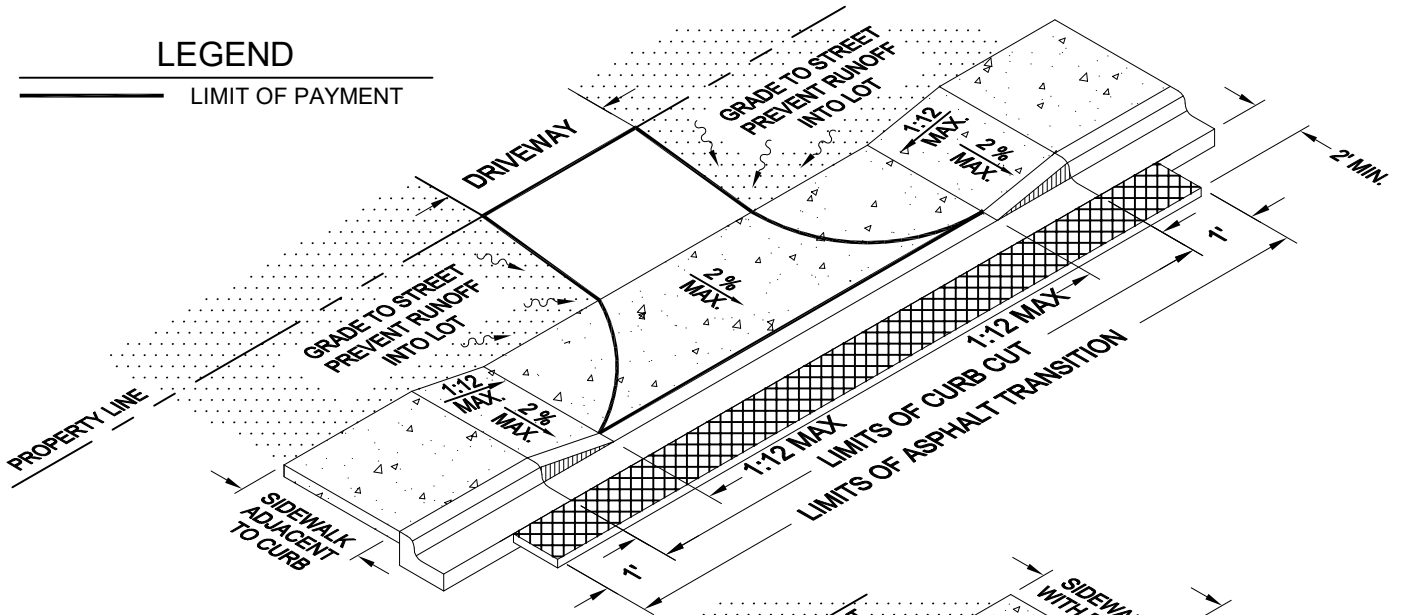 LEGEND
LIMIT OF PAYMENT
DRIVEWAY
GRADE TO STREET
PREVENT RUNOFF
INTO LOT
1:12
MAX.
2%
MAX.
2' MIN.
1'
GRADE TO STREET
PREVENT RUNOFF
INTO LOT
2%
MAX.
1:12 MAX
PROPERTY LINE
1:12
MAX.
2%
MAX.
1:12 MAX
LIMITS OF CURB CUT
LIMITS OF ASPHALT TRANSITION
SIDEWALK
ADJACENT
TO CURB
1'